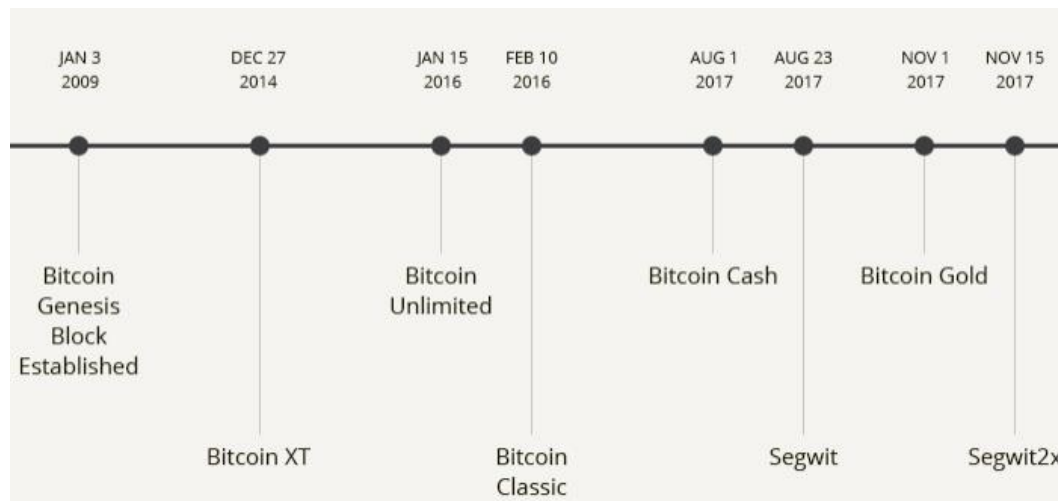 JAN 3
2009
DEC 27
2014
JAN 15
2016
FEB 10
2016
AUG 1
2017
AUG 23
2017
NOV 1
2017
NOV 15
2017
Bitcoin
Genesis
Block
Established
Bitcoin
Unlimited
Bitcoin Cash
Bitcoin Gold
Bitcoin XT
Bitcoin
Classic
Segwit
Segwit2x